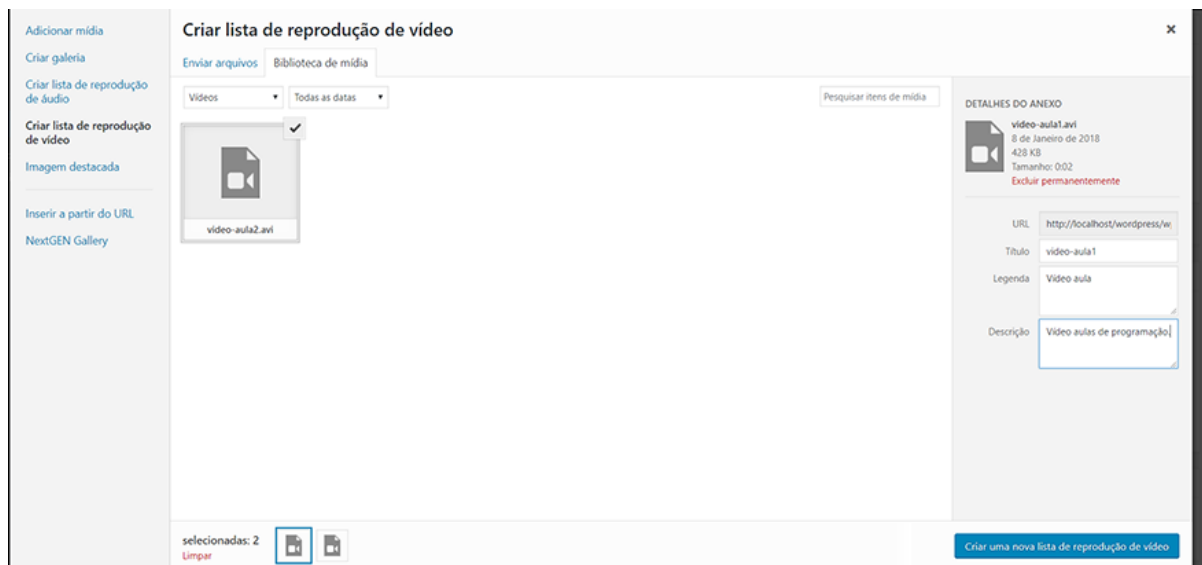 Adicionar mídia
Criar galeria
Criar lista de reprodução
de áudio
Criar lista de reprodução
de vídeo
Imagem destacada
Inserir a partir do URL
NextGEN Gallery
Criar lista de reprodução de vídeo
×
Enviar arquivos
Biblioteca de mídia
Vídeos
Todas as datas
Pesquisar itens de mídia
video-aula2.avi
DETALHES DO ANEXO
video-aula1.avi
8 de Janeiro de 2018
428 KB
Tamanho: 0:02
Excluir permanentemente
URL http://localhost/wordpress/w
Título video-aula1
Legenda Vídeo aula
Descrição Vídeo aulas de programação.
selecionadas: 2
Limpar
Criar uma nova lista de reprodução de vídeo